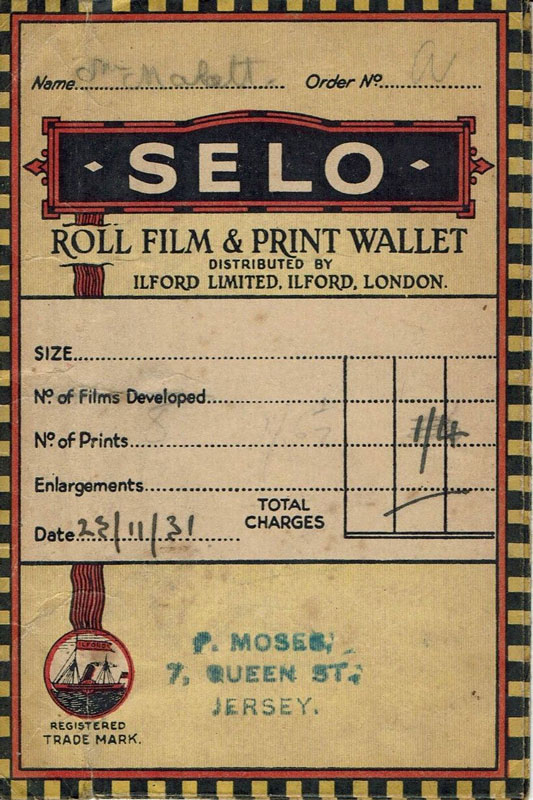 Name Order Nº
SELO
ROLL FILM & PRINT WALLET
DISTRIBUTED BY
ILFORD LIMITED, ILFORD, LONDON.
SIZE
Nº of Films Developed
Nº of Prints 1/4
Enlargements
TOTAL
CHARGES
Date 23/11/31
P. MOSES,
7, QUEEN ST.,
JERSEY.
REGISTERED
TRADE MARK.